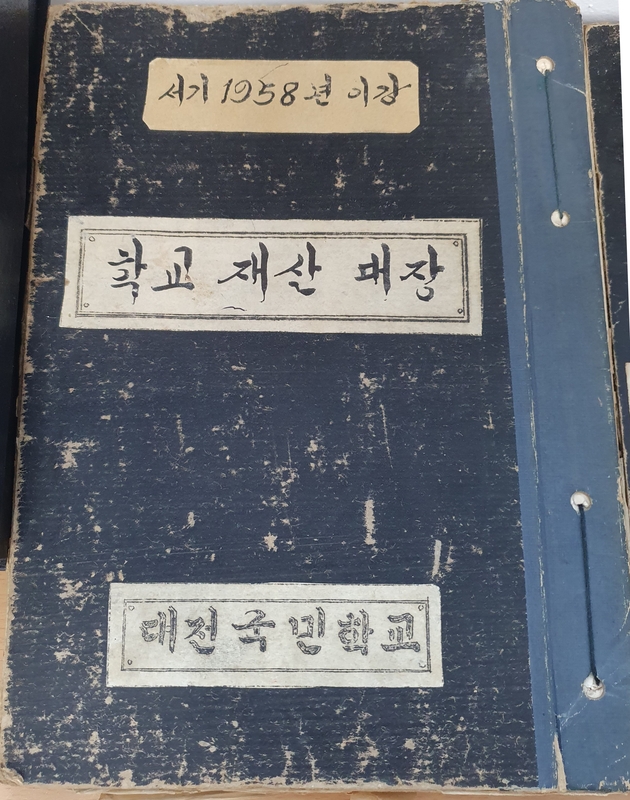 서기 1958년 이강
학교 재산 대장
대전국민학교